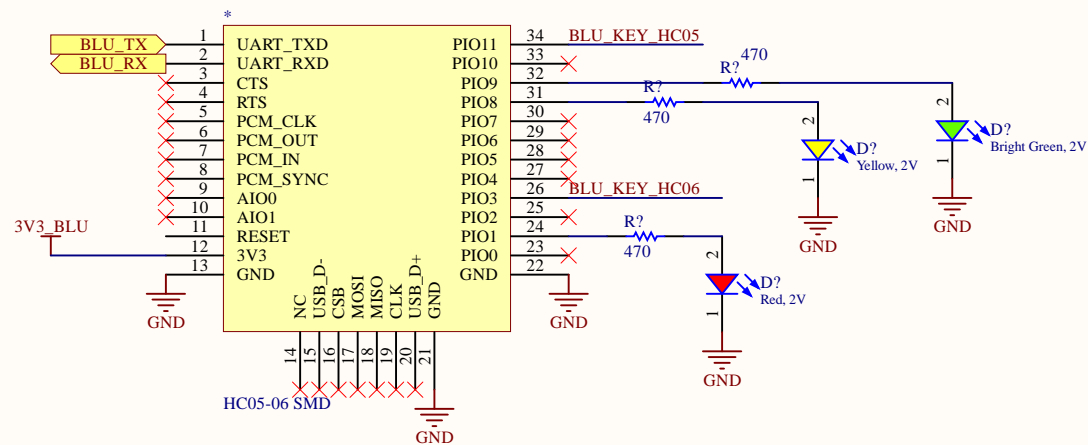 *
BLU_TX 1 UART_TXD PIO11 34 BLU_KEY_HC05
BLU_RX 2 UART_RXD PIO10 33
3 CTS PIO9 32 R? 470
4 RTS PIO8 31 R? 470
5 PCM_CLK PIO7 30
6 PCM_OUT PIO6 29
7 PCM_IN PIO5 28
8 PCM_SYNC PIO4 27
9 AIO0 PIO3 26 BLU_KEY_HC06
10 AIO1 PIO2 25
11 RESET PIO1 24 R? 470
3V3_BLU 12 3V3 PIO0 23
13 GND GND 22
2 D? Bright Green, 2V 1 GND
2 D? Yellow, 2V 1 GND
2 D? Red, 2V 1 GND
GND
GND
NC USB_D- CSB MOSI MISO CLK USB_D+ GND
14 15 16 17 18 19 20 21
HC05-06 SMD
GND